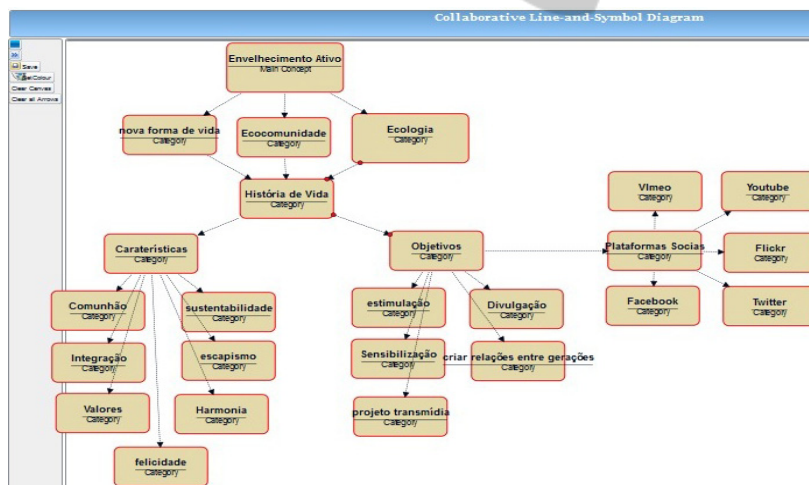 Collaborative Line-and-Symbol Diagram
Save
SetColour
Clear Canvas
Clear all Arrows
Envelhecimento Ativo
Main Concept
nova forma de vida
Category
Ecocomunidade
Category
Ecologia
Category
História de Vida
Category
Caraterísticas
Category
Objetivos
Category
Plataformas Socias
Category
VImeo
Category
Youtube
Category
Flickr
Category
Facebook
Category
Twitter
Category
Comunhão
Category
sustentabilidade
Category
Integração
Category
escapismo
Category
Valores
Category
Harmonia
Category
felicidade
Category
estimulação
Category
Divulgação
Category
Sensibilização
Category
criar relações entre gerações
Category
projeto transmídia
Category